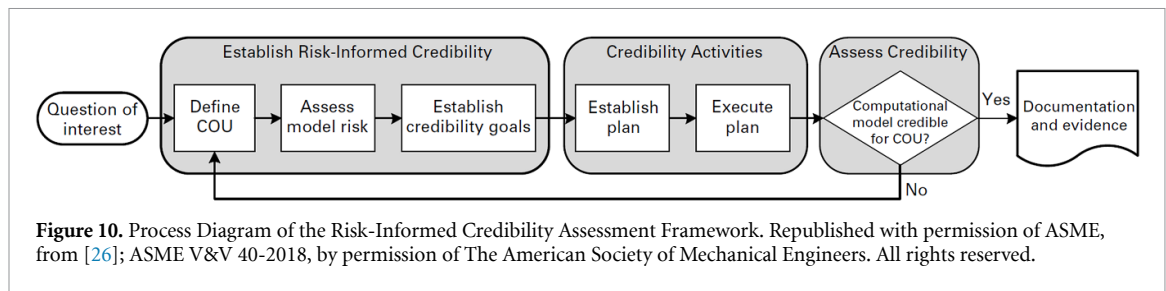 Establish Risk-Informed Credibility
Credibility Activities
Assess Credibility
Question of
interest
Define
COU
Assess
model risk
Establish
credibility goals
Establish
plan
Execute
plan
Computational
model credible
for COU?
Yes
Documentation
and evidence
No
Figure 10. Process Diagram of the Risk-Informed Credibility Assessment Framework. Republished with permission of ASME,
from [26]; ASME V&V 40-2018, by permission of The American Society of Mechanical Engineers. All rights reserved.